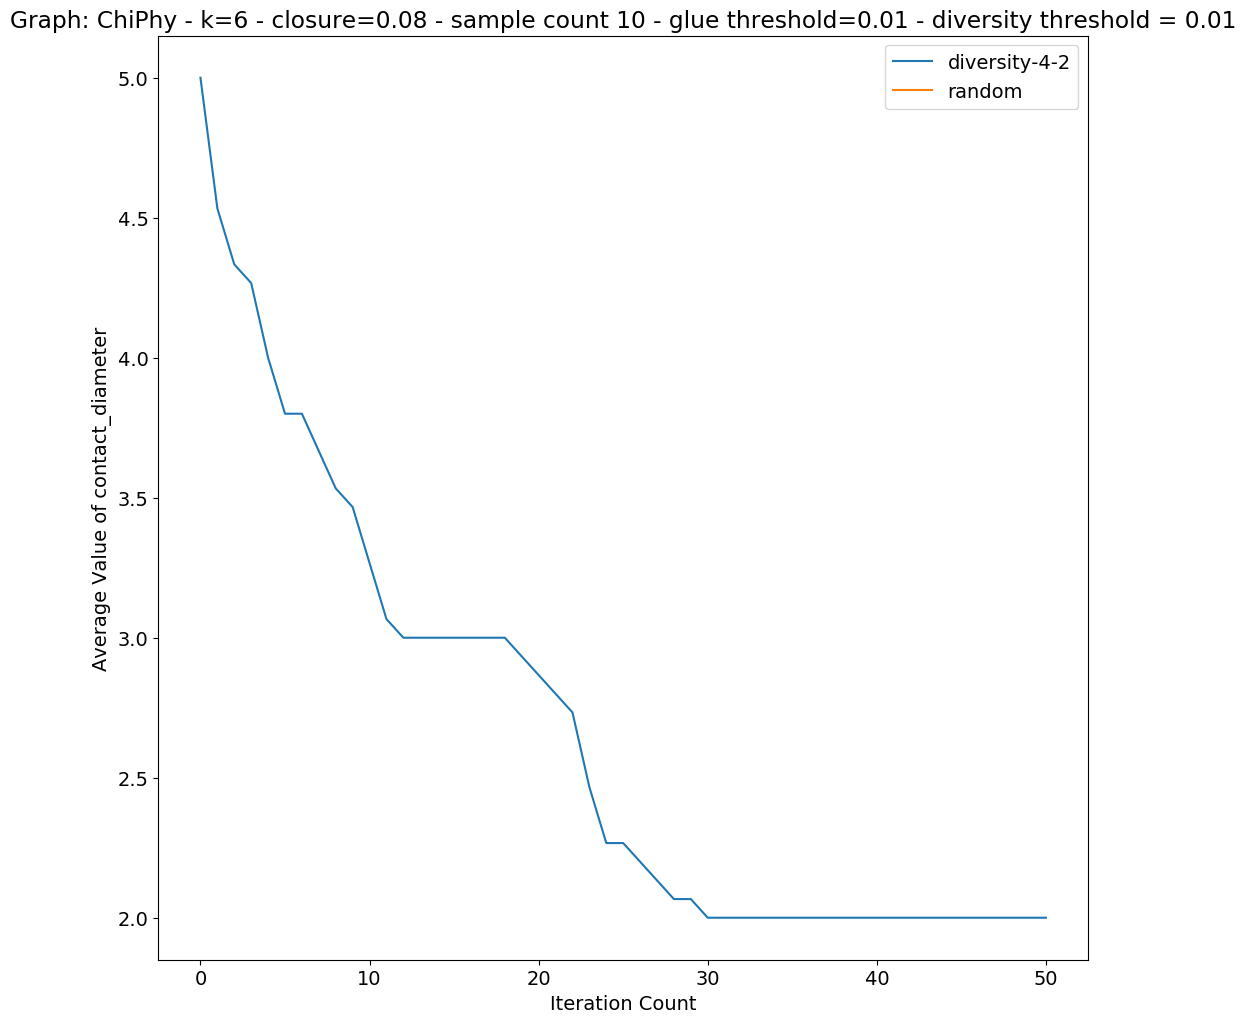 Graph: ChiPhy - k=6 - closure=0.08 - sample count 10 - glue threshold=0.01 - diversity threshold = 0.01
diversity-4-2
random
5.0
4.5
4.0
3.5
3.0
2.5
2.0
Average Value of contact_diameter
0 10 20 30 40 50
Iteration Count